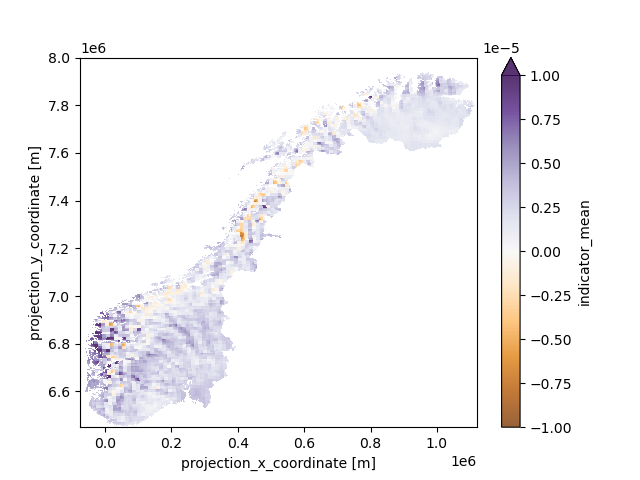 1e6
8.0
7.8
7.6
7.4
7.2
7.0
6.8
6.6
projection_y_coordinate [m]
0.0 0.2 0.4 0.6 0.8 1.0
1e6
projection_x_coordinate [m]
1e−5
1.00
0.75
0.50
0.25
0.00
−0.25
−0.50
−0.75
−1.00
indicator_mean